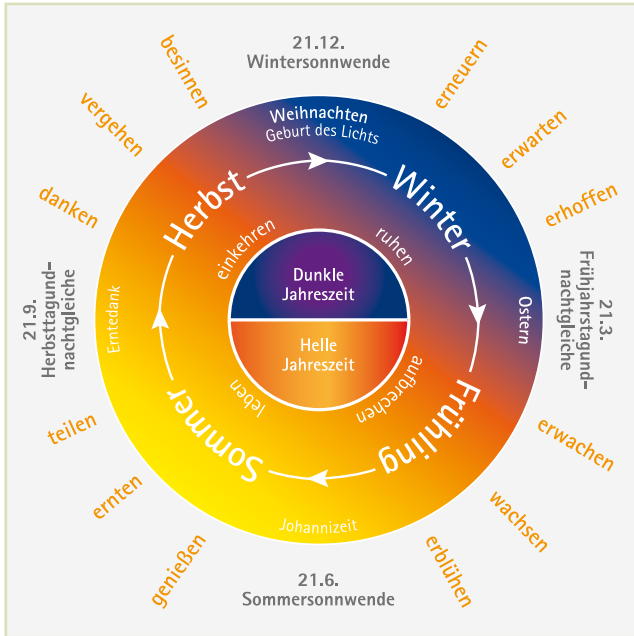 21.12.
Wintersonnwende
besinnen
erneuern
vergehen
erwarten
danken
erhoffen
Weihnachten
Geburt des Lichts
Herbst
Winter
einkehren
ruhen
Dunkle
Jahreszeit
Helle
Jahreszeit
21.9.
Herbsttagund–
nachtgleiche
Erntedank
Ostern
21.3.
Frühjahrstagund–
nachtgleiche
leben
aufbrechen
Sommer
Frühling
teilen
erwachen
ernten
wachsen
genießen
erblühen
Johannizeit
21.6.
Sommersonnwende